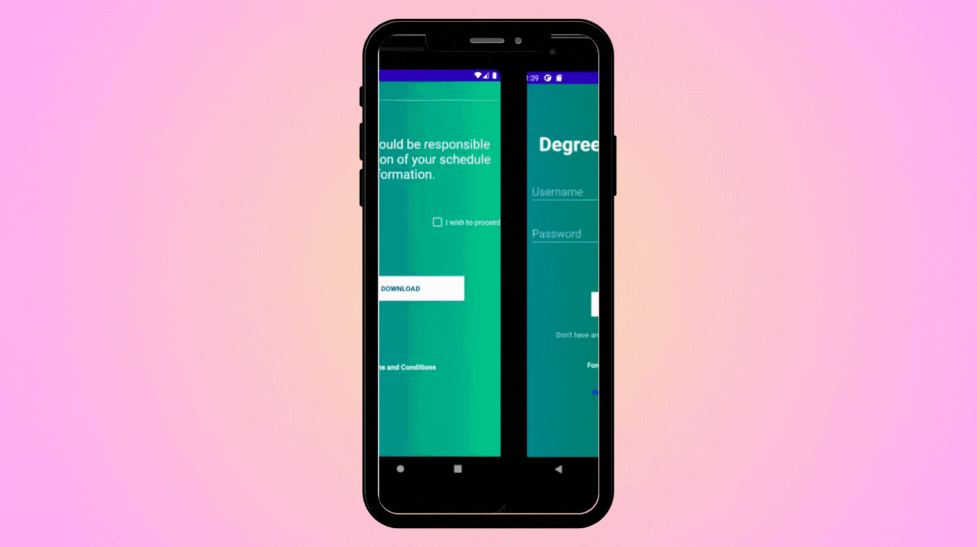 ould be responsible
on of your schedule
formation.
I wish to proceed
DOWNLOAD
ns and Conditions
:39
Degree
Username
Password
Don't have an
For